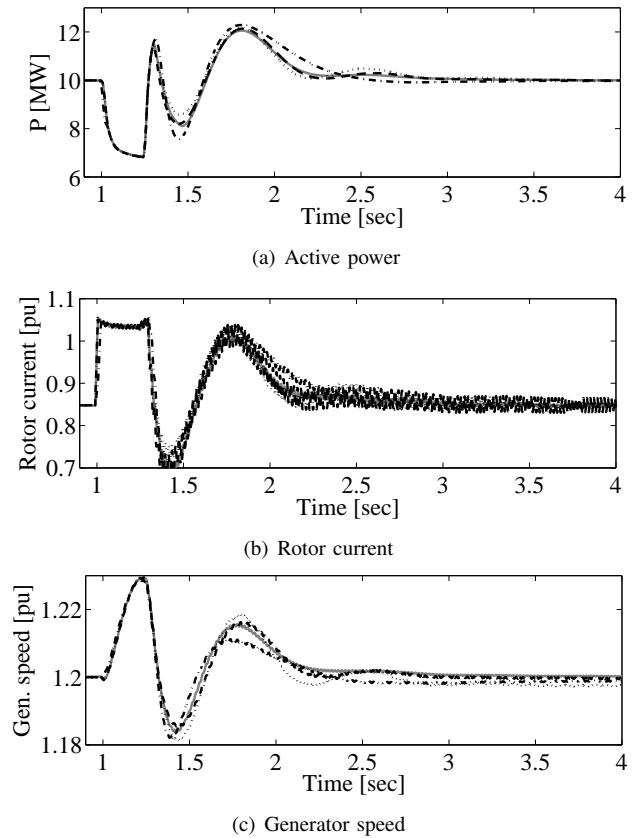 12
10
8
6
P [MW]
1 1.5 2 2.5 3 3.5 4
Time [sec]
(a) Active power
1.1
1
0.9
0.8
0.7
Rotor current [pu]
1 1.5 2 2.5 3 3.5 4
Time [sec]
(b) Rotor current
1.22
1.2
1.18
Gen. speed [pu]
1 1.5 2 2.5 3 3.5 4
Time [sec]
(c) Generator speed